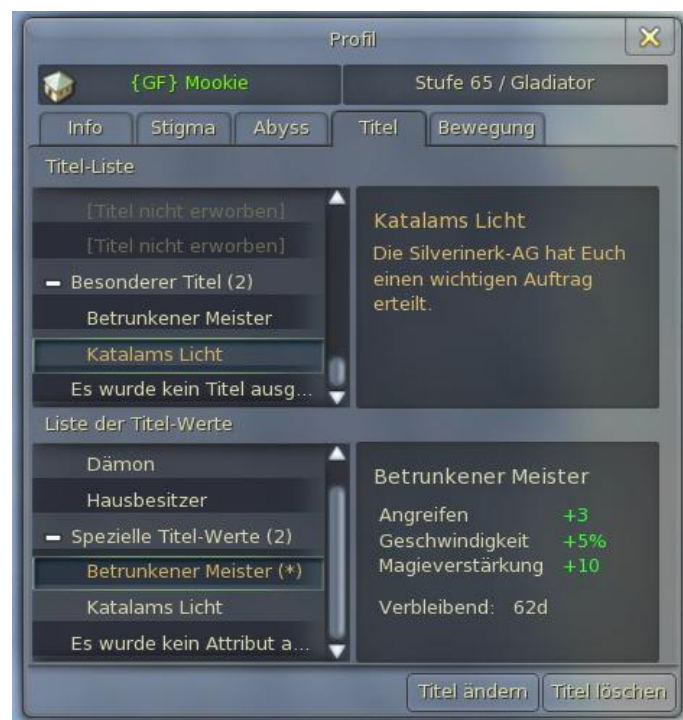 Profil
{GF} Mookie
Stufe 65 / Gladiator
Info
Stigma
Abyss
Titel
Bewegung
Titel-Liste
[Titel nicht erworben]
[Titel nicht erworben]
Besonderer Titel (2)
Betrunkener Meister
Katalams Licht
Es wurde kein Titel ausg...
Katalams Licht
Die Silverinerk-AG hat Euch
einen wichtigen Auftrag
erteilt.
Liste der Titel-Werte
Dämon
Hausbesitzer
Spezielle Titel-Werte (2)
Betrunkener Meister (*)
Katalams Licht
Es wurde kein Attribut a...
Betrunkener Meister
Angreifen +3
Geschwindigkeit +5%
Magieverstärkung +10
Verbleibend: 62d
Titel ändern
Titel löschen